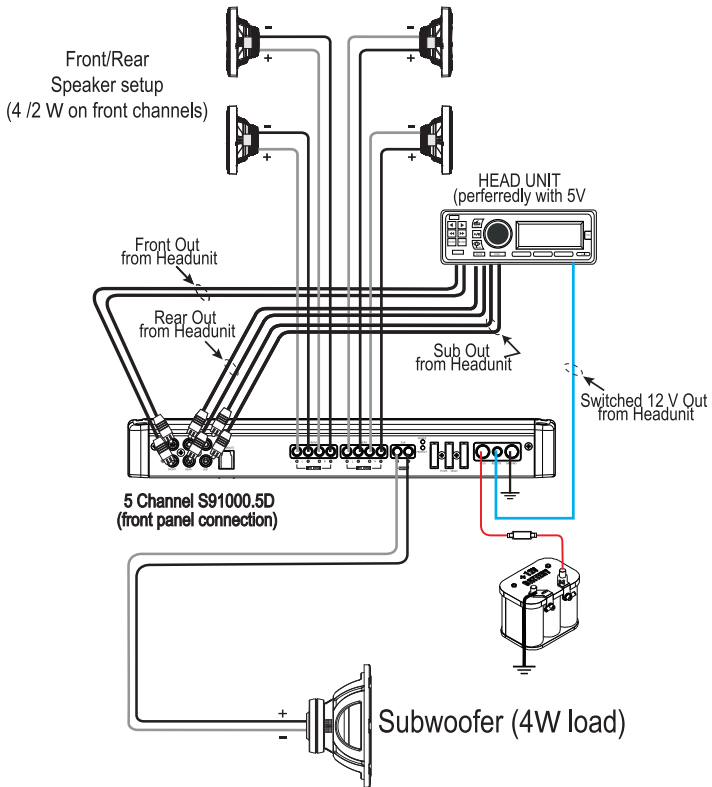 Front/Rear
Speaker setup
(4 /2 W on front channels)
-
+
-
+
-
+
-
+
HEAD UNIT
(perferredly with 5V
Front Out
from Headunit
Rear Out
from Headunit
Sub Out
from Headunit
Switched 12 V Out
from Headunit
5 Channel S91000.5D
(front panel connection)
+12V
BATTERY
+
-
Subwoofer (4W load)